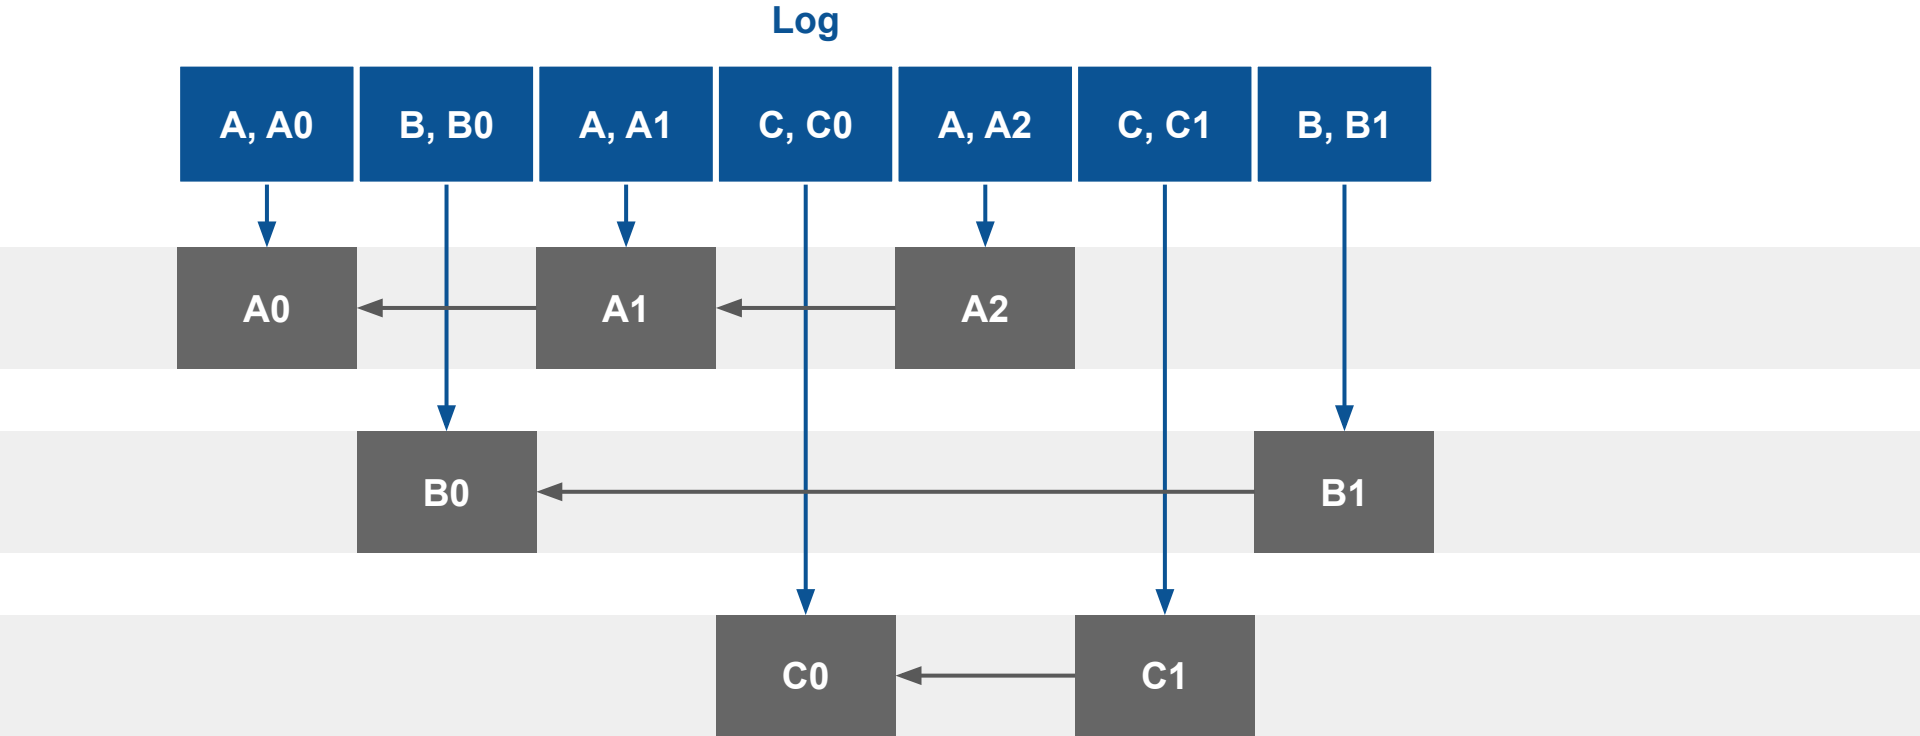 Log
A, A0 B, B0 A, A1 C, C0 A, A2 C, C1 B, B1
A0 A1 A2
B0 B1
C0 C1